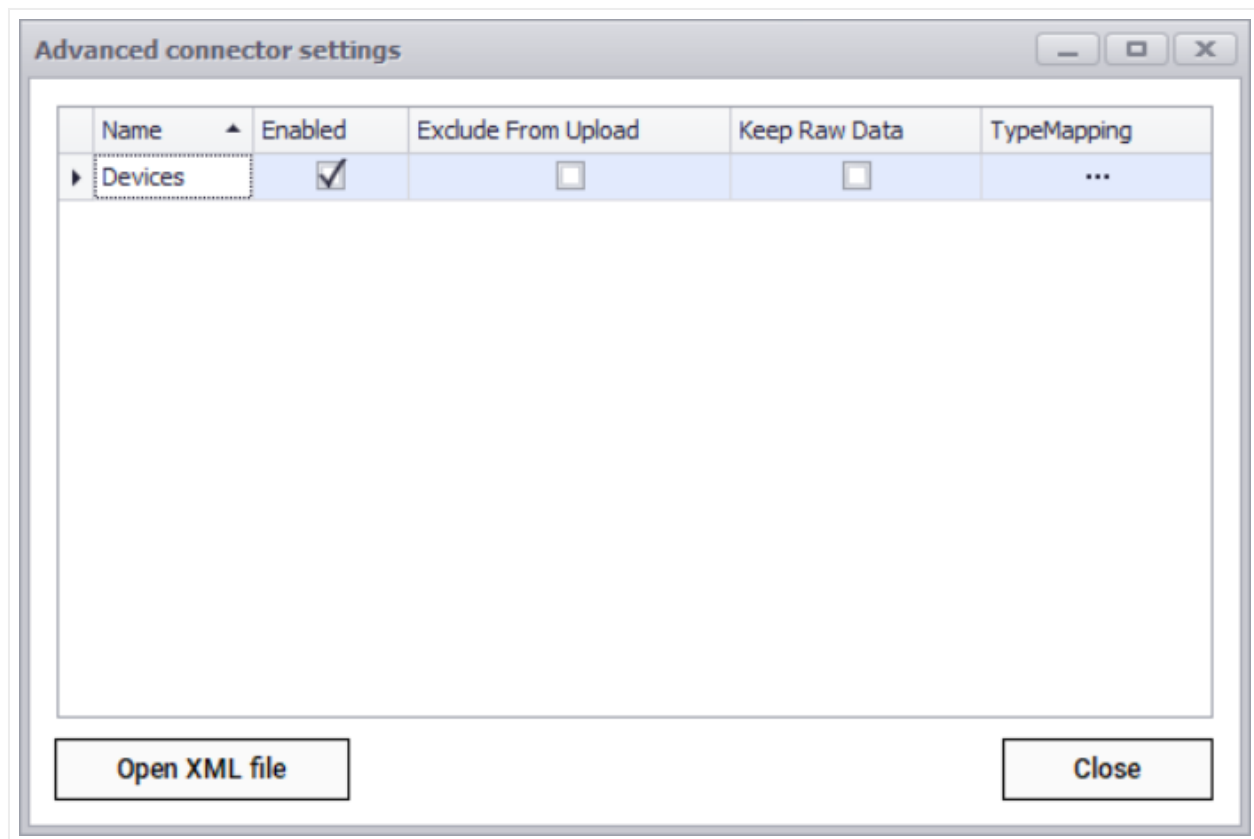 Advanced connector settings
Name Enabled Exclude From Upload Keep Raw Data TypeMapping
Devices ...
Open XML file Close